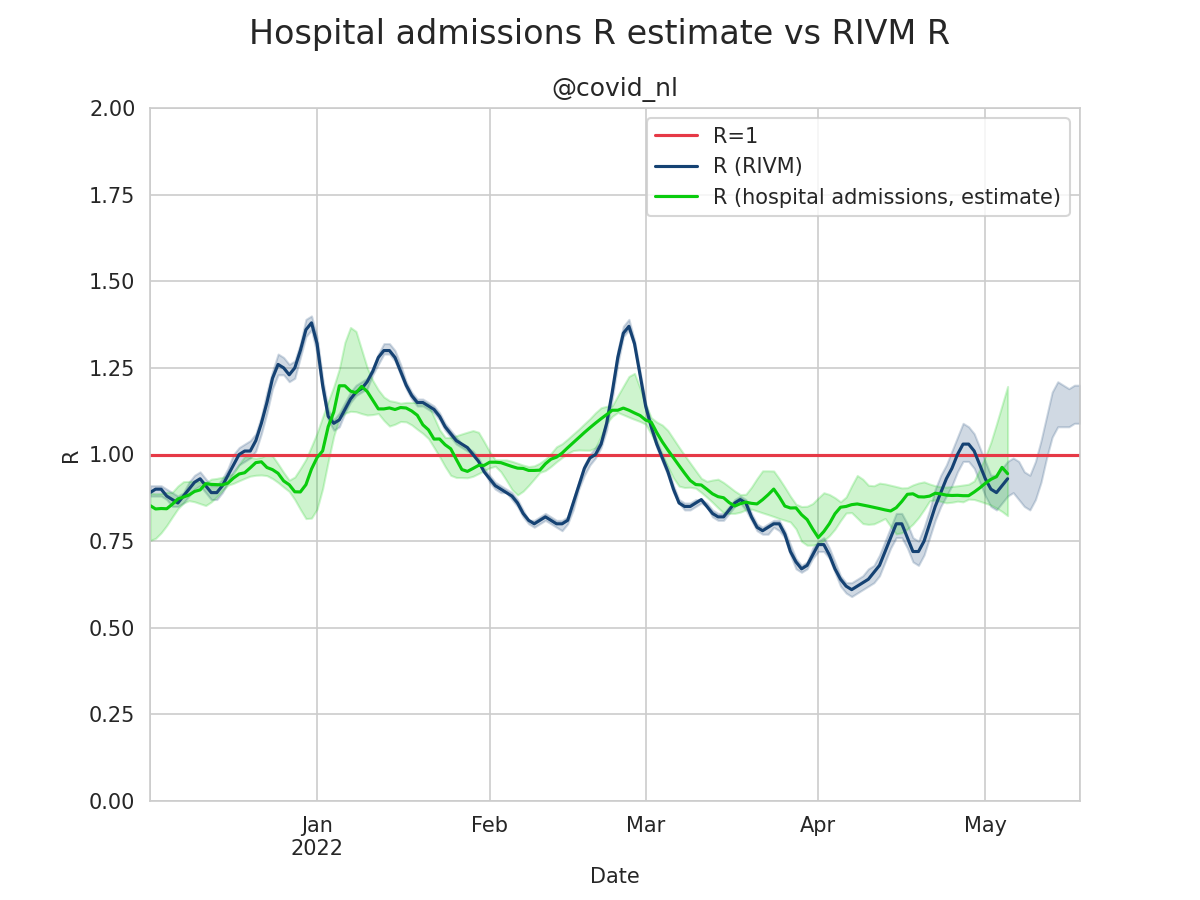 Hospital admissions R estimate vs RIVM R
@covid_nl
2.00
R=1
R (RIVM)
1.75
R (hospital admissions, estimate)
1.50
1.25
1.00
R
0.75
0.50
0.25
0.00
Jan Feb Mar Apr May
2022
Date